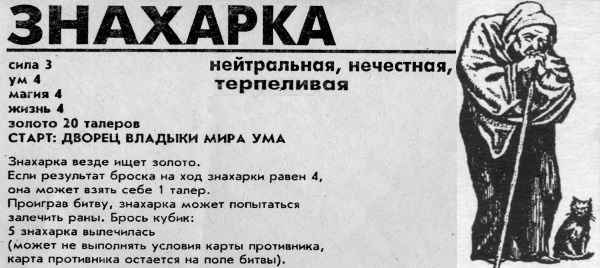 ЗНАХАРКА
сила 3
ум 4
магия 4
жизнь 4
золото 20 талеров
нейтральная, нечестная,
терпеливая
СТАРТ: ДВОРЕЦ ВЛАДЫКИ МИРА УМА
Знахарка везде ищет золото.
Если результат броска на ход знахарки равен 4,
она может взять себе 1 талер.
Проиграв битву, знахарка может попытаться
залечить раны. Брось кубик:
5 знахарка вылечилась
(может не выполнять условия карты противника,
карта противника остается на поле битвы).